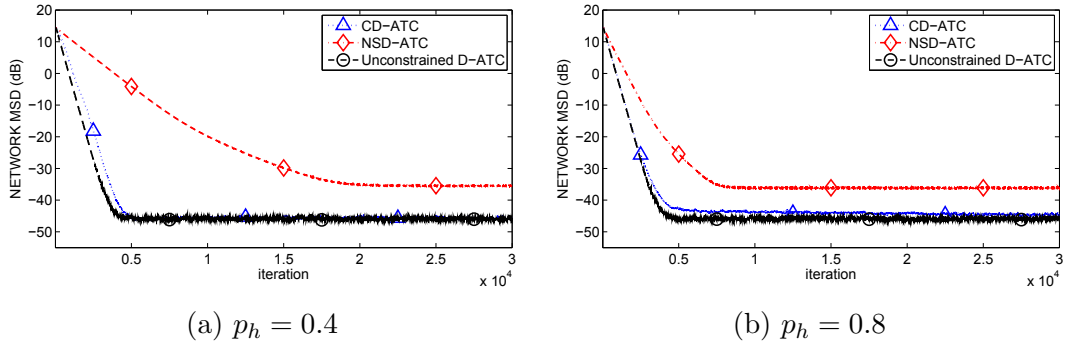 20
10
0
−10
−20
−30
−40
−50
NETWORK MSD (dB)
CD−ATC
NSD−ATC
Unconstrained D−ATC
0.5 1 1.5 2 2.5 3
iteration
x 10^4
(a) p_h = 0.4
20
10
0
−10
−20
−30
−40
−50
NETWORK MSD (dB)
CD−ATC
NSD−ATC
Unconstrained D−ATC
0.5 1 1.5 2 2.5 3
iteration
x 10^4
(b) p_h = 0.8